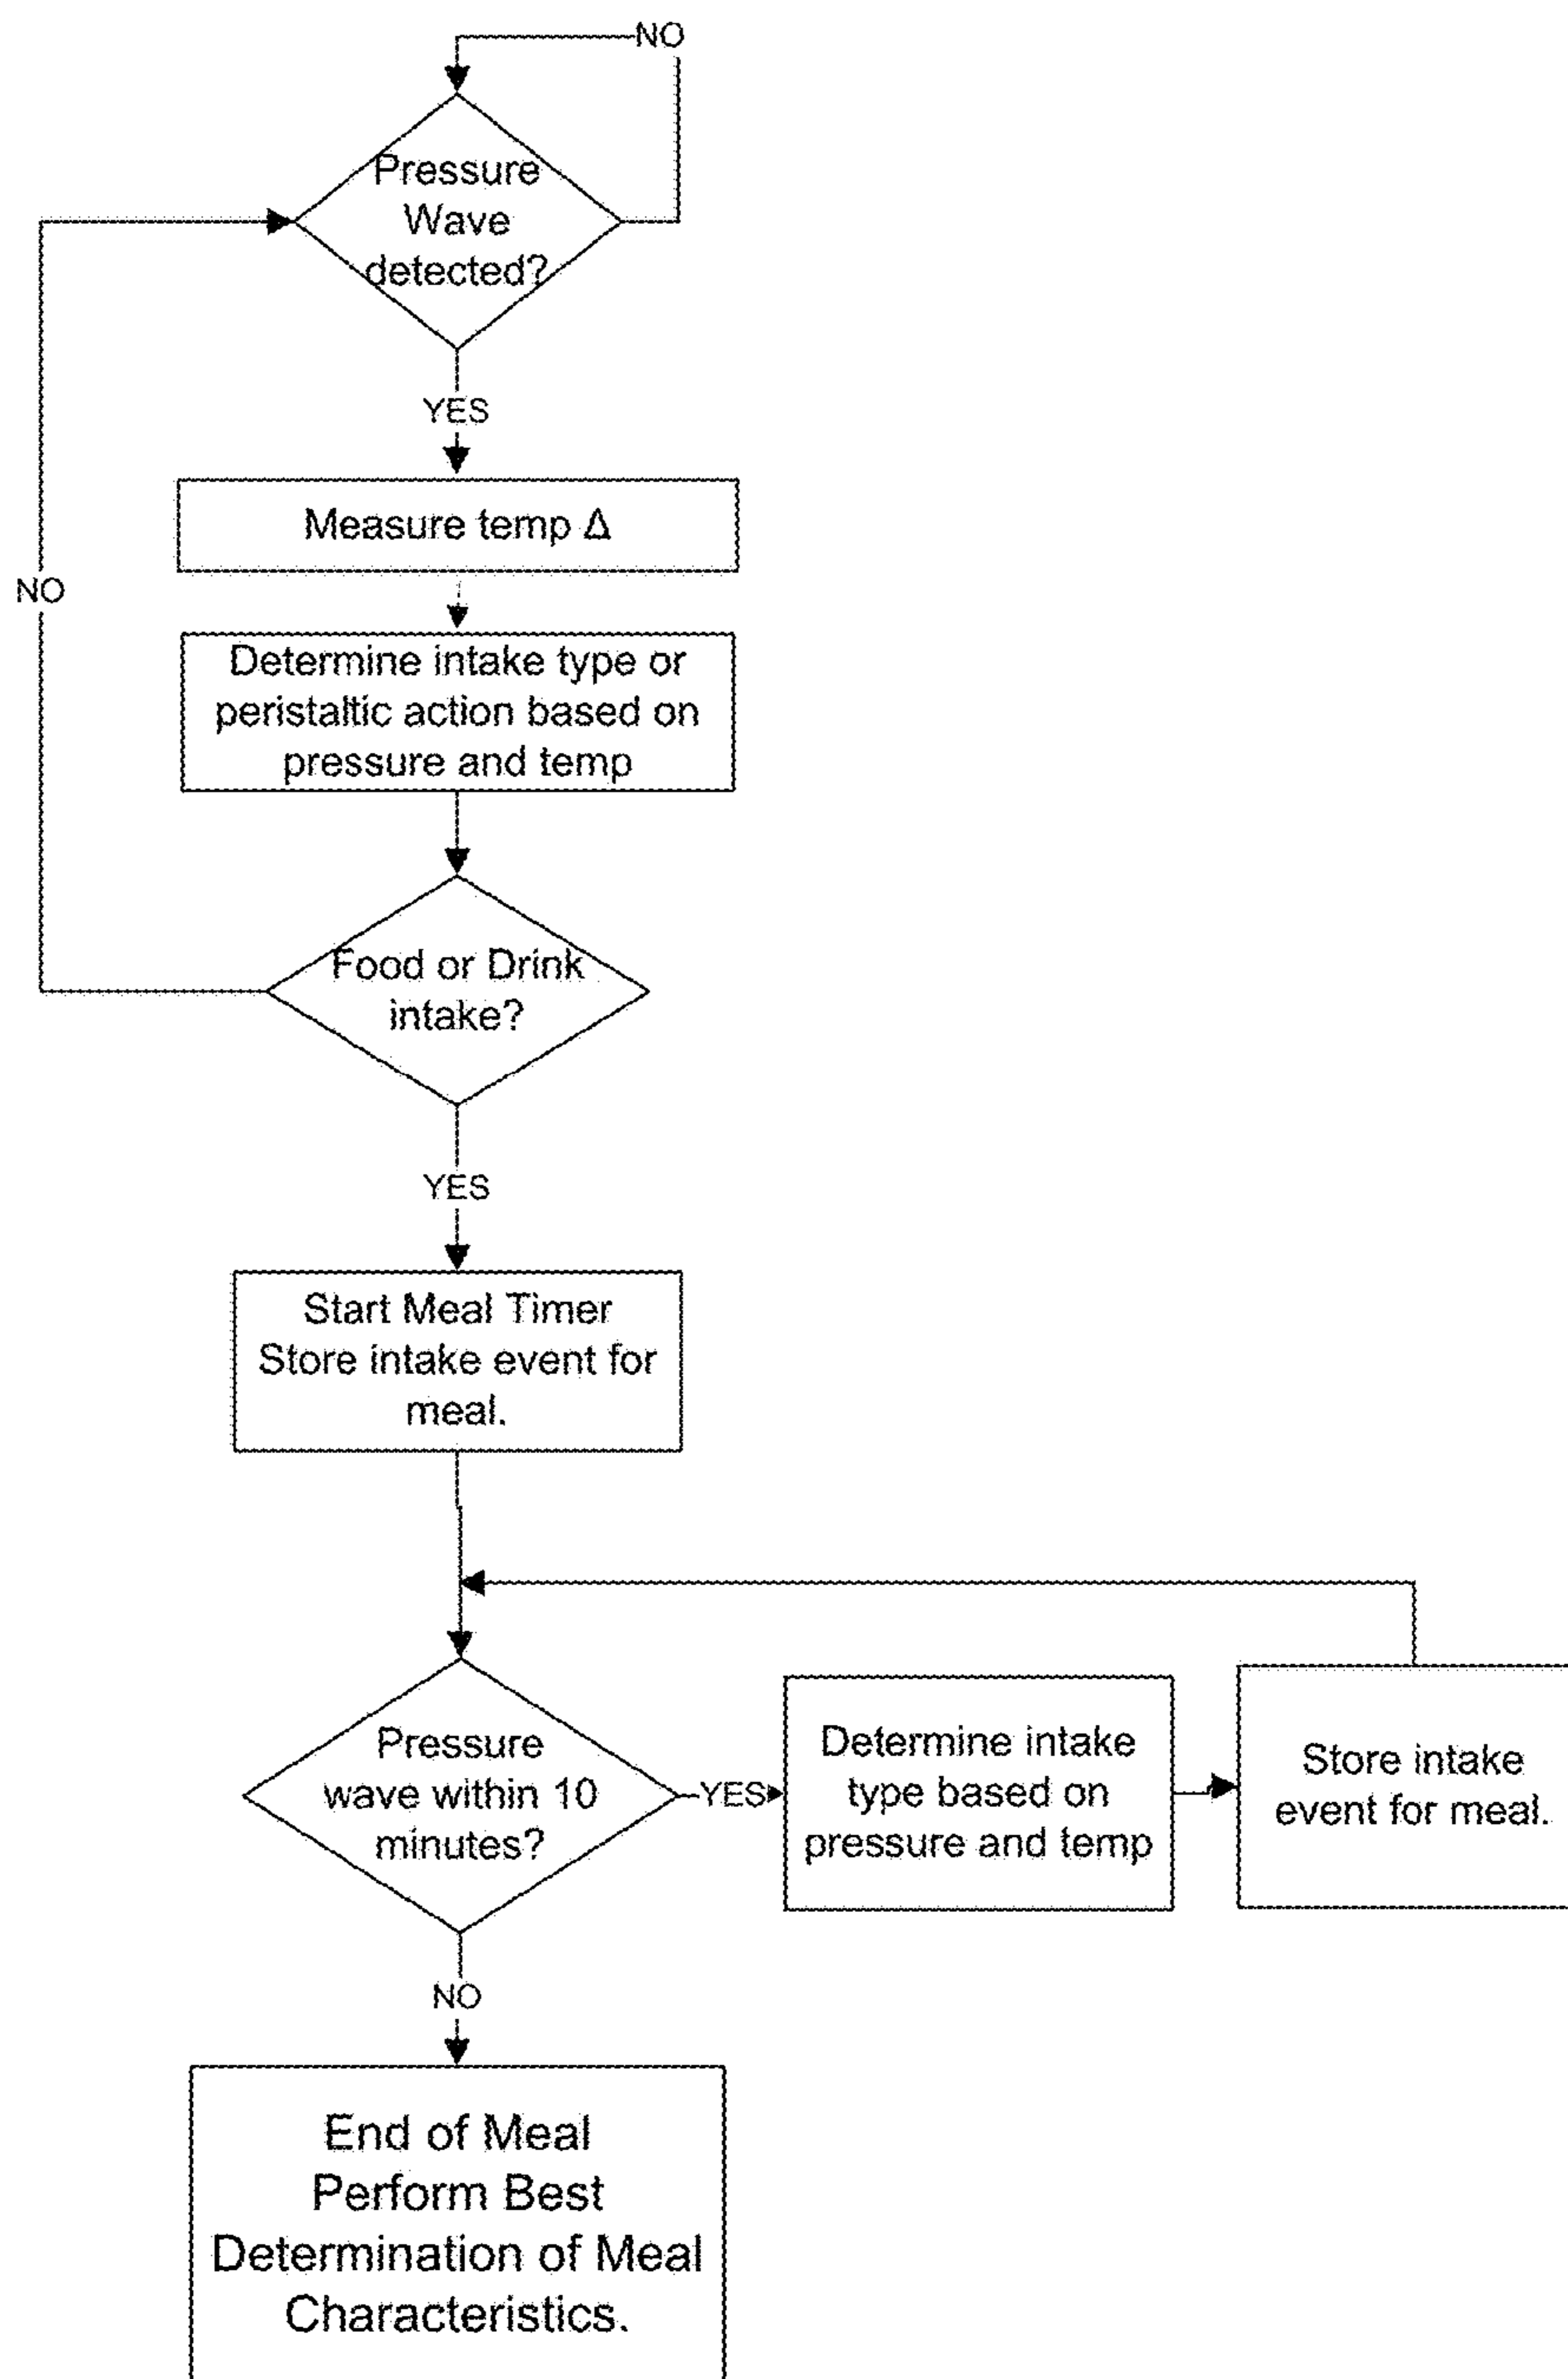 NO
Pressure
Wave
detected?
YES
Measure temp Δ
NO
Determine intake type or
peristaltic action based on
pressure and temp
Food or Drink
intake?
YES
Start Meal Timer
Store intake event for
meal.
Pressure
wave within 10
minutes?
YES
Determine intake
type based on
pressure and temp
Store intake
event for meal.
NO
End of Meal
Perform Best
Determination of Meal
Characteristics.